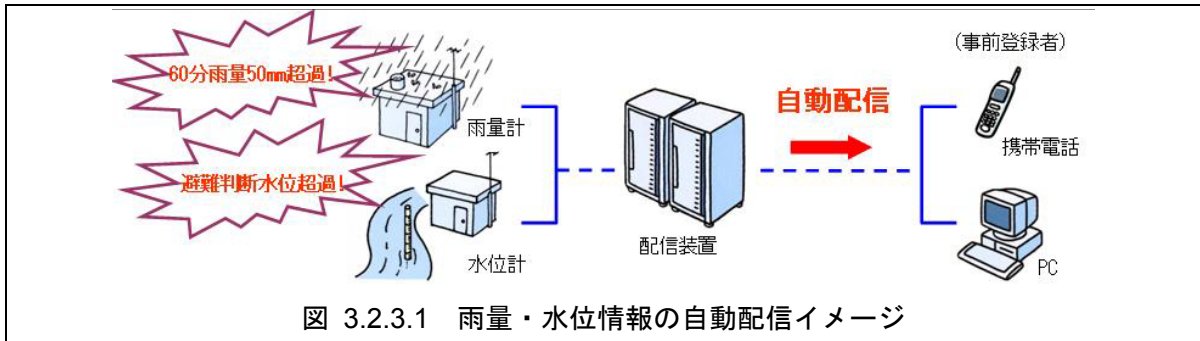 60分雨量50mm超過!
雨量計
避難判断水位超過!
水位計
配信装置
自動配信
(事前登録者)
携帯電話
PC
図 3.2.3.1 雨量・水位情報の自動配信イメージ